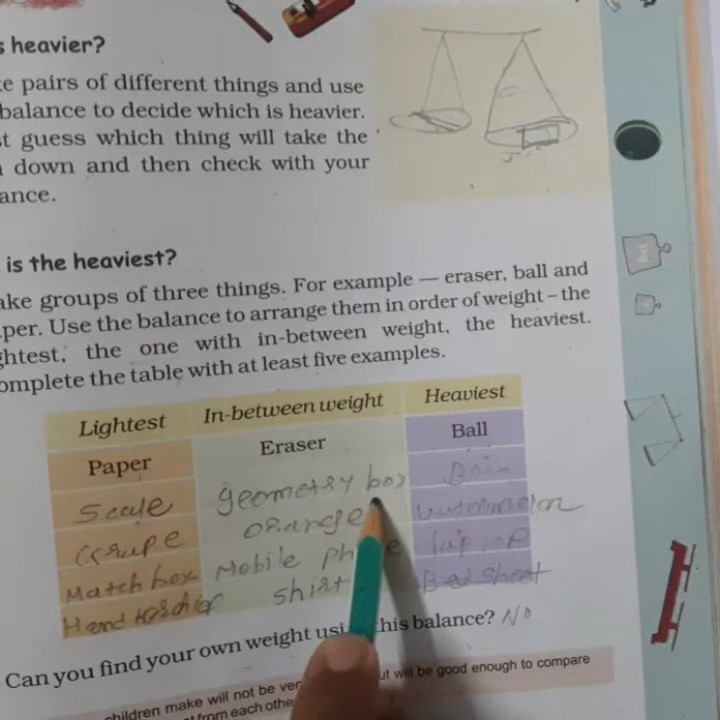 s heavier?
e pairs of different things and use
balance to decide which is heavier.
t guess which thing will take the
down and then check with your
ance.
is the heaviest?
ake groups of three things. For example — eraser, ball and
per. Use the balance to arrange them in order of weight – the
ghtest, the one with in-between weight, the heaviest.
omplete the table with at least five examples.
Lightest In-between weight Heaviest
Paper Eraser Ball
Scale geometry box
Grape orange watermelon
Match box Mobile ph e laptop
Hand shirt Bed sheet
Can you find your own weight usi this balance? No
children make will not be ver ut will be good enough to compare
t from each othe